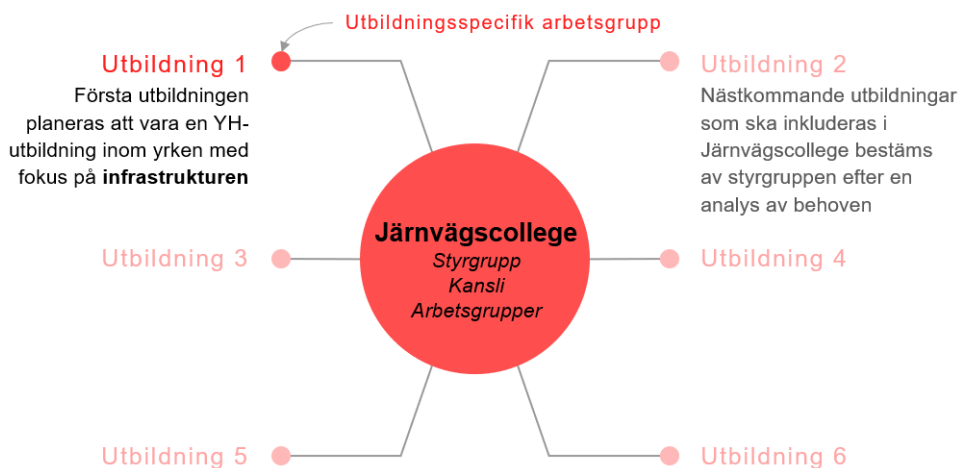 Utbildningsspecifik arbetsgrupp
Utbildning 1
Första utbildningen
planeras att vara en YH-
utbildning inom yrken med
fokus på infrastrukturen
Utbildning 2
Nästkommande utbildningar
som ska inkluderas i
Järnvägscollege bestäms
av styrgruppen efter en
analys av behoven
Järnvägscollege
Styrgrupp
Kansli
Arbetsgrupper
Utbildning 3
Utbildning 4
Utbildning 5
Utbildning 6